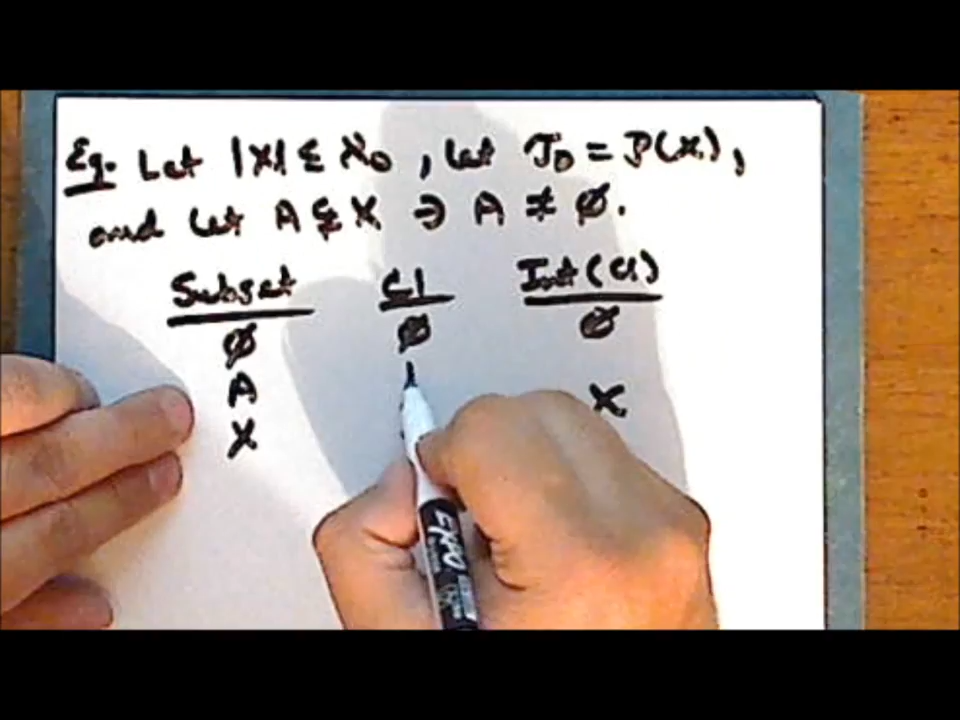 Eg. Let |X| ≤ ℵ₀, let 𝒯_D = P(X),
and let A ⊊ X ∋ A ≠ ∅.
Subset Cl Int(Cl)
∅ ∅ ∅
A X
X
EXPO